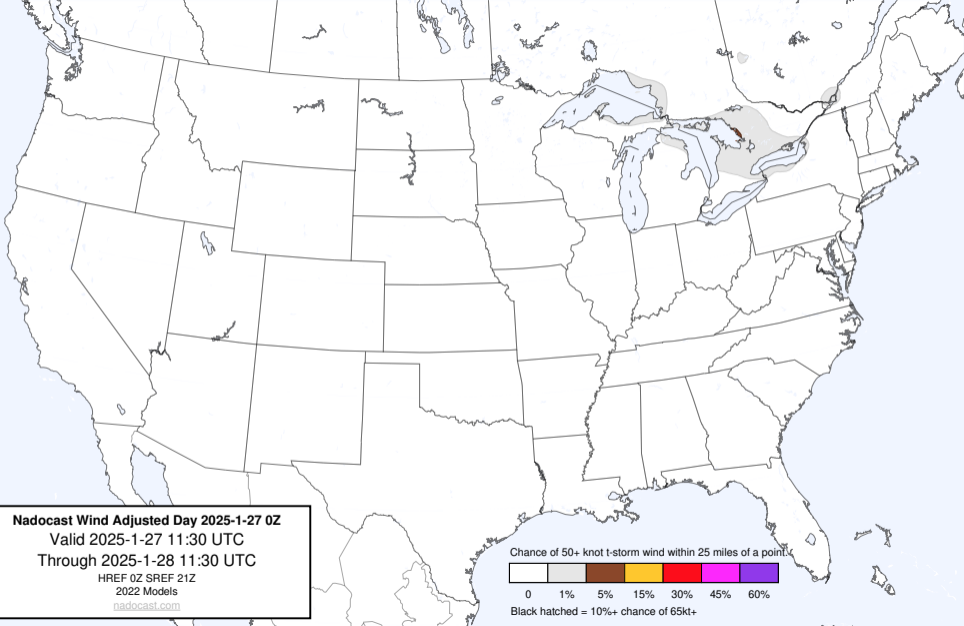 Nadocast Wind Adjusted Day 2025-1-27 0Z
Valid 2025-1-27 11:30 UTC
Through 2025-1-28 11:30 UTC
HREF 0Z SREF 21Z
2022 Models
nadocast.com
Chance of 50+ knot t-storm wind within 25 miles of a point.
0 1% 5% 15% 30% 45% 60%
Black hatched = 10%+ chance of 65kt+